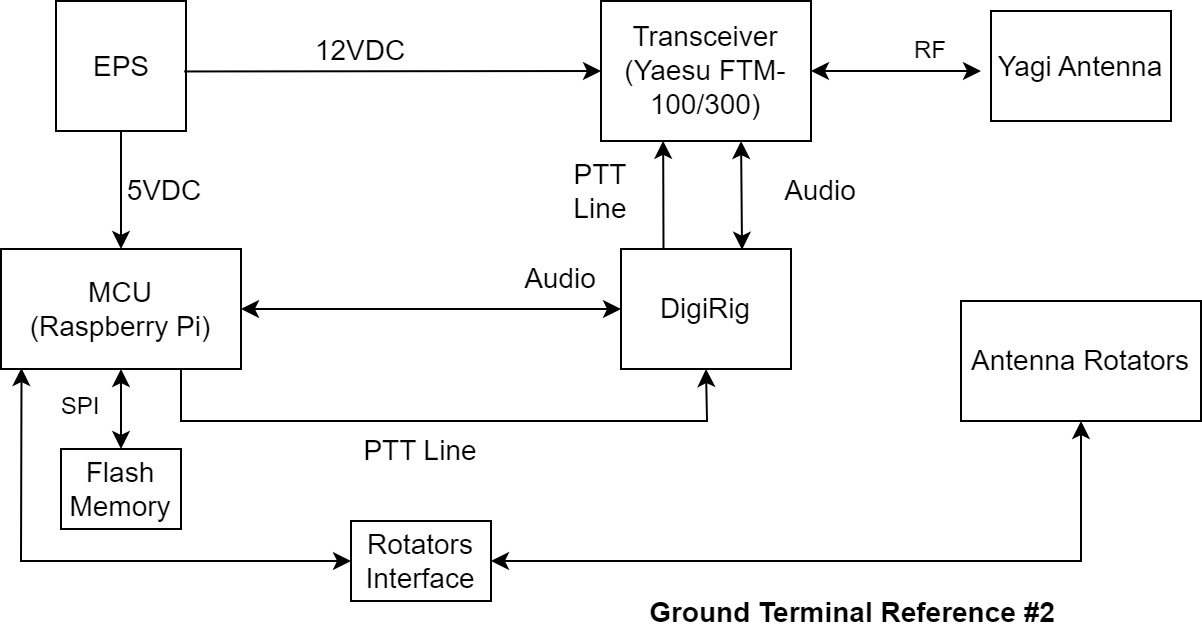 EPS
12VDC
Transceiver
(Yaesu FTM-
100/300)
RF
Yagi Antenna
5VDC
PTT
Line
Audio
MCU
(Raspberry Pi)
Audio
DigiRig
Antenna Rotators
SPI
PTT Line
Flash
Memory
Rotators
Interface
Ground Terminal Reference #2